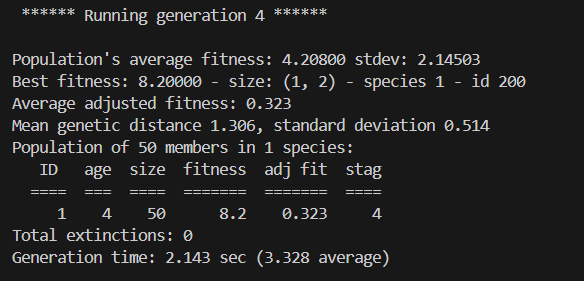 ****** Running generation 4 ******
Population's average fitness: 4.20800 stdev: 2.14503
Best fitness: 8.20000 - size: (1, 2) - species 1 - id 200
Average adjusted fitness: 0.323
Mean genetic distance 1.306, standard deviation 0.514
Population of 50 members in 1 species:
   ID   age  size   fitness   adj fit  stag
  ====  ===  ====  =======  =======  ====
     1    4    50      8.2    0.323     4
Total extinctions: 0
Generation time: 2.143 sec (3.328 average)